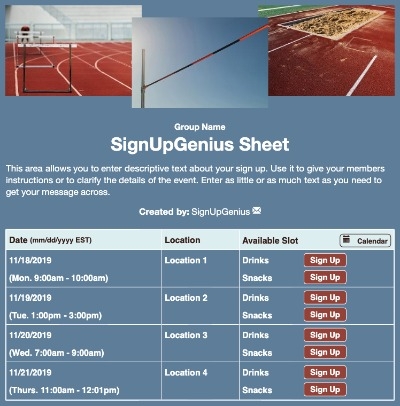 Group Name
SignUpGenius Sheet
This area allows you to enter descriptive text about your sign up. Use it to give your members
instructions or to clarify the details of the event. Enter as little or as much text as you need to
get your message across.
Created by: SignUpGenius
Date (mm/dd/yyyy EST) Location Available Slot Calendar
11/18/2019 Location 1 Drinks Sign Up
(Mon. 9:00am - 10:00am) Snacks Sign Up
11/19/2019 Location 2 Drinks Sign Up
(Tue. 1:00pm - 3:00pm) Snacks Sign Up
11/20/2019 Location 3 Drinks Sign Up
(Wed. 7:00am - 9:00am) Snacks Sign Up
11/21/2019 Location 4 Drinks Sign Up
(Thurs. 11:00am - 12:01pm) Snacks Sign Up